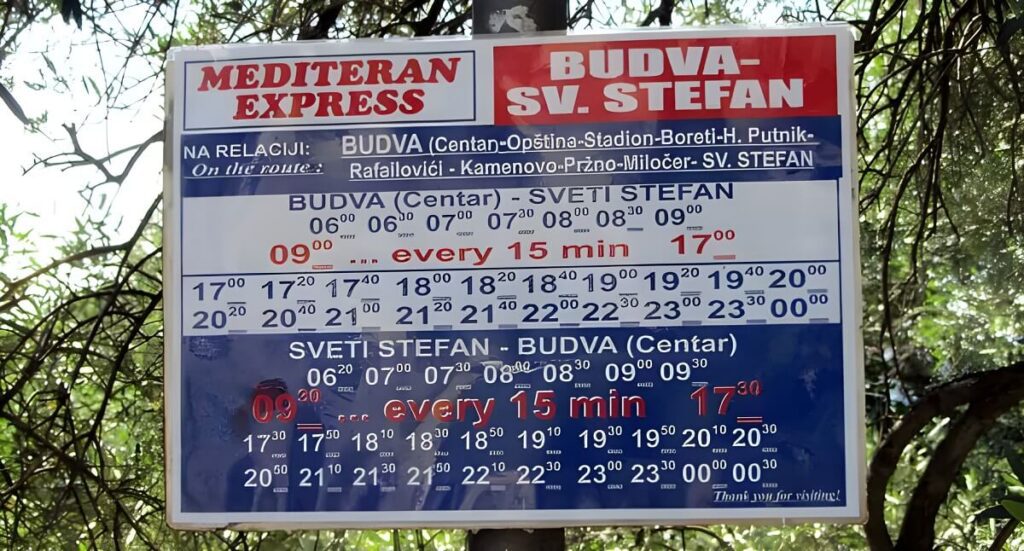 MEDITERAN
EXPRESS
BUDVA-
SV. STEFAN
NA RELACIJI:
On the route :
BUDVA (Centan-Opština-Stadion-Boreti-H. Putnik-
Rafailovići - Kamenovo-Pržno-Miločer- SV. STEFAN
BUDVA (Centar) - SVETI STEFAN
06⁰⁰ 06³⁰ 07⁰⁰ 07³⁰ 08⁰⁰ 08³⁰ 09⁰⁰
09⁰⁰ ... every 15 min 17⁰⁰
17⁰⁰ 17²⁰ 17⁴⁰ 18⁰⁰ 18²⁰ 18⁴⁰ 19⁰⁰ 19²⁰ 19⁴⁰ 20⁰⁰
20²⁰ 20⁴⁰ 21⁰⁰ 21²⁰ 21⁴⁰ 22⁰⁰ 22³⁰ 23⁰⁰ 23³⁰ 00⁰⁰
SVETI STEFAN - BUDVA (Centar)
06²⁰ 07⁰⁰ 07³⁰ 08⁰⁰ 08³⁰ 09⁰⁰ 09³⁰
09³⁰ ... every 15 min 17³⁰
17³⁰ 17⁵⁰ 18¹⁰ 18³⁰ 18⁵⁰ 19¹⁰ 19³⁰ 19⁵⁰ 20¹⁰ 20³⁰
20⁵⁰ 21¹⁰ 21³⁰ 21⁵⁰ 22¹⁰ 22³⁰ 23⁰⁰ 23³⁰ 00⁰⁰ 00³⁰
Thank you for visiting!